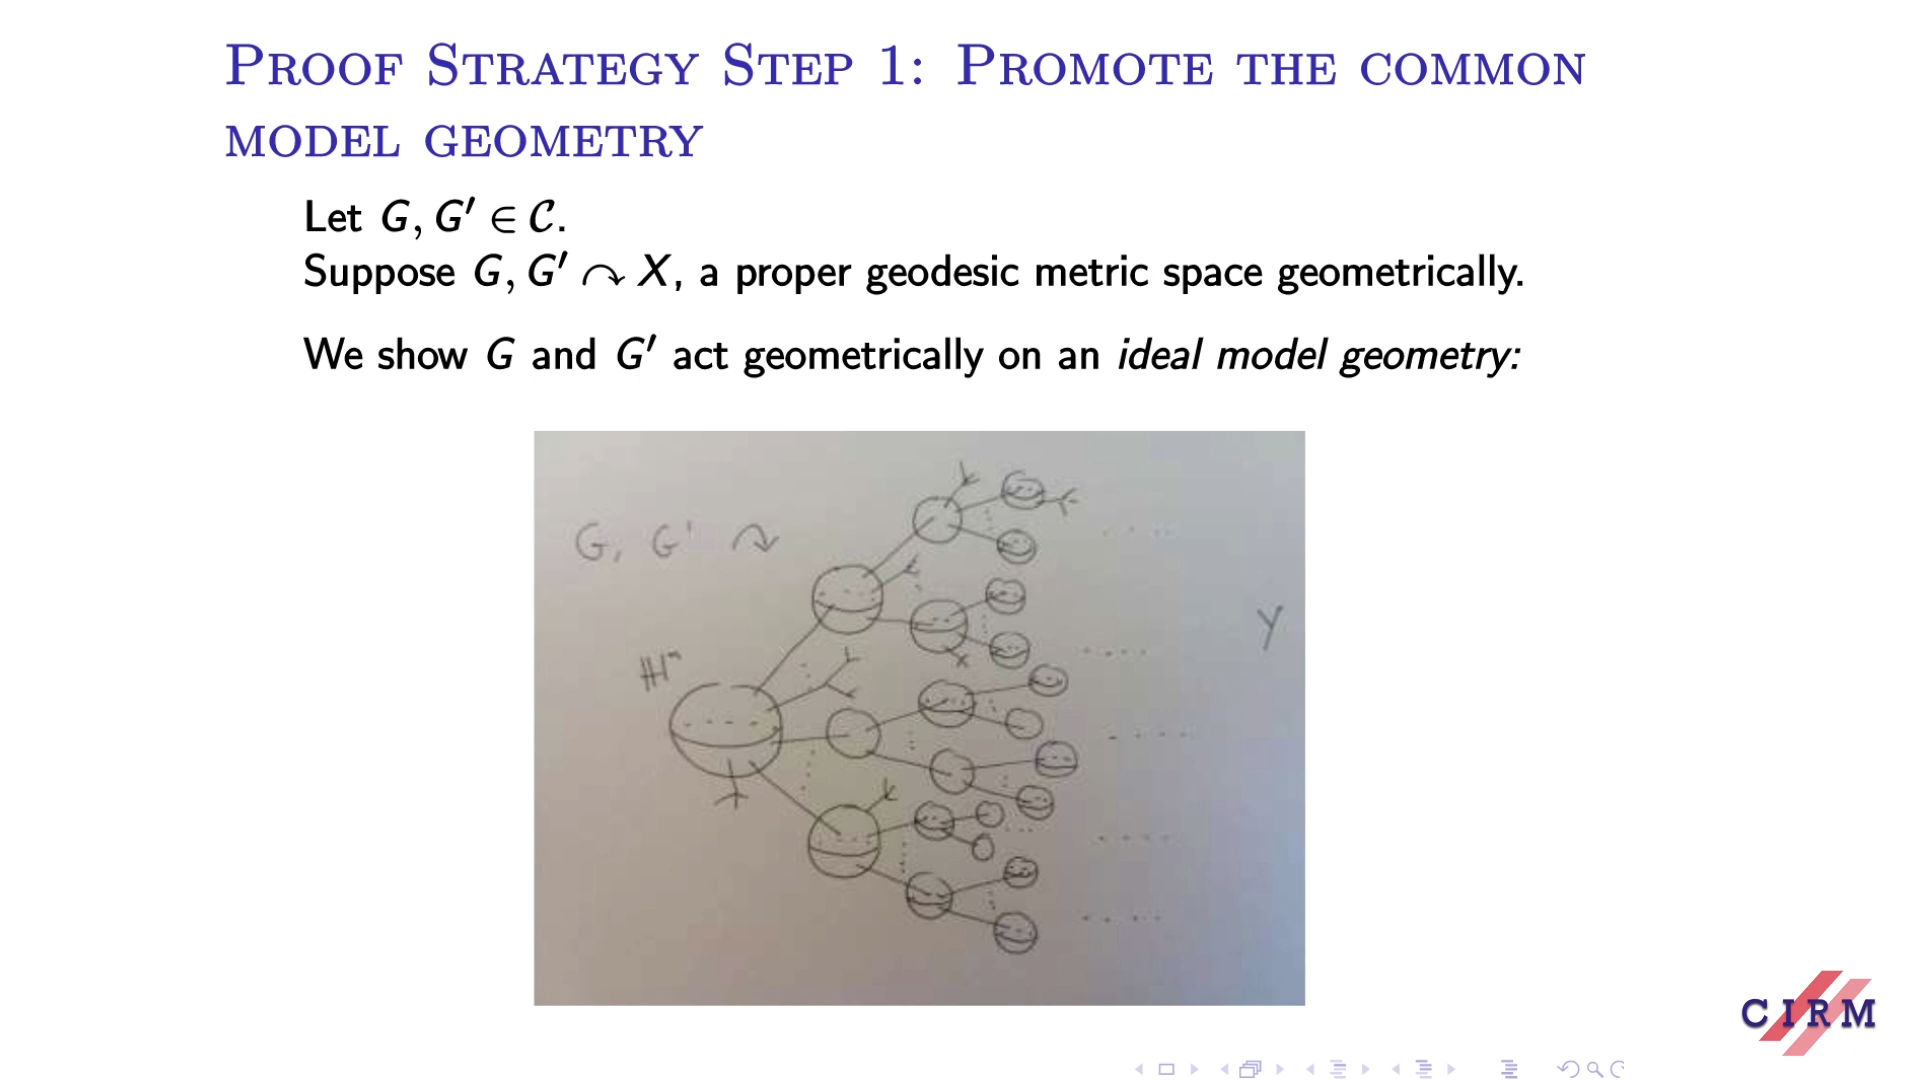 PROOF STRATEGY STEP 1: PROMOTE THE COMMON
MODEL GEOMETRY
Let G, G′ ∈ 𝒞.
Suppose G, G′ ↷ X, a proper geodesic metric space geometrically.
We show G and G′ act geometrically on an ideal model geometry:
G, G' ↷
ℍⁿ
Y
CIRM